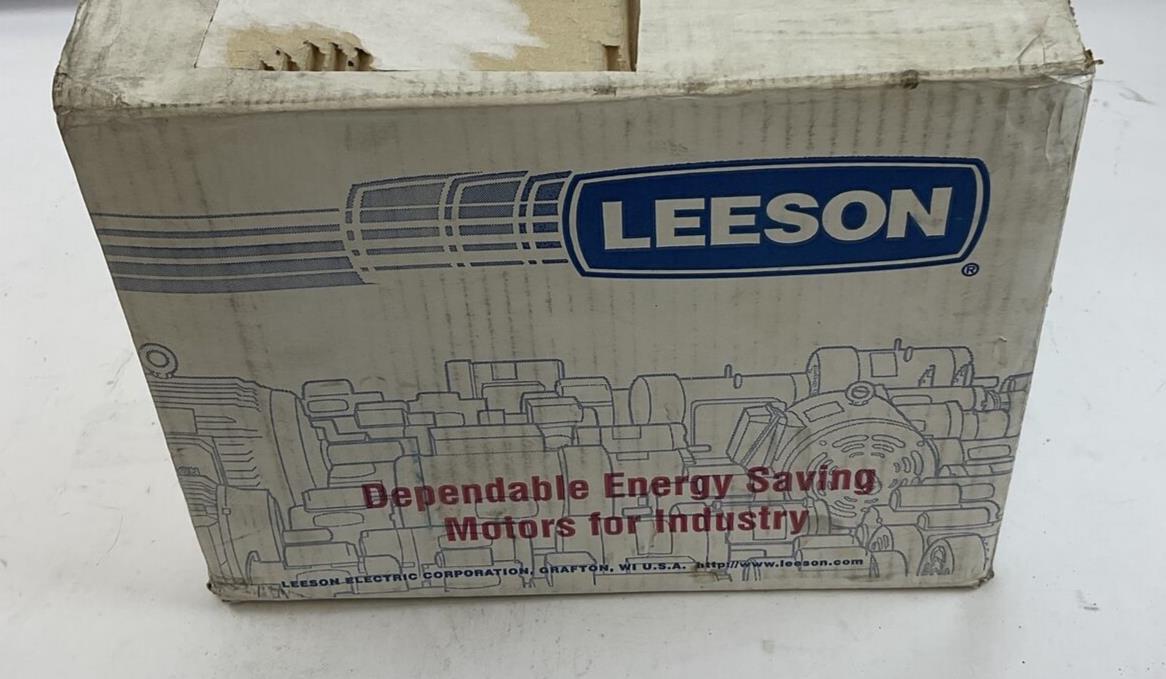 LEESON
®
Dependable Energy Saving
Motors for Industry
LEESON ELECTRIC CORPORATION, GRAFTON, WI U.S.A. http://www.leeson.com